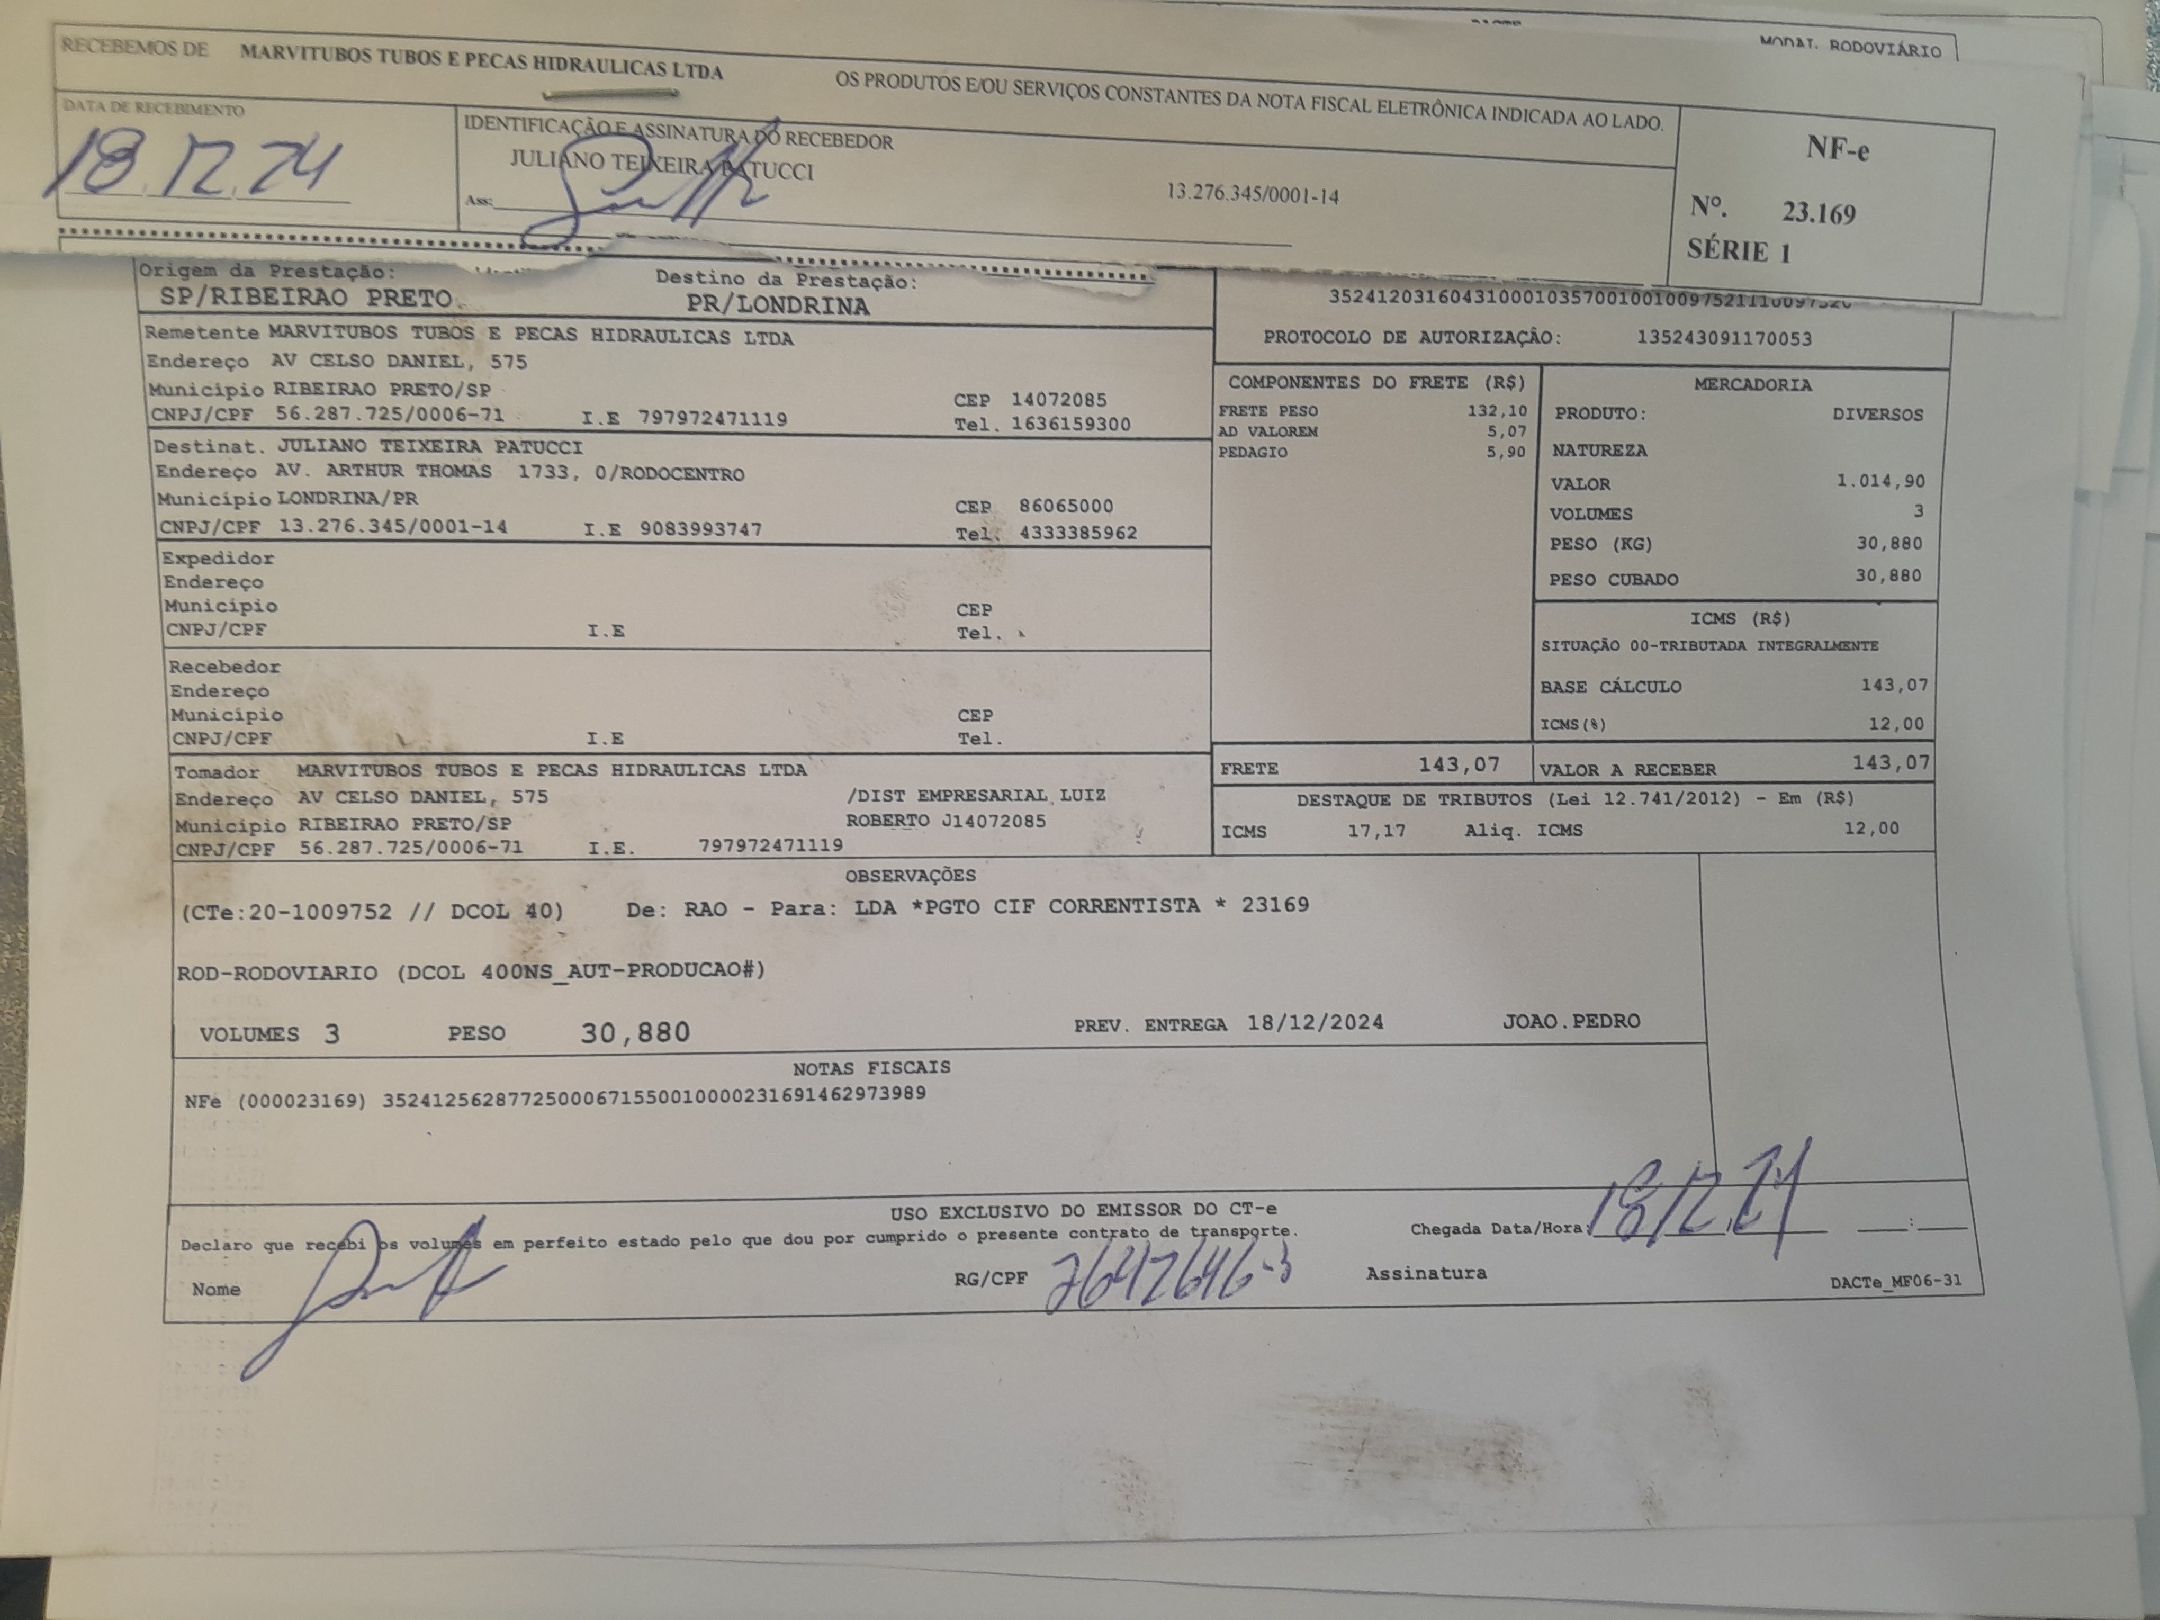 MODAL RODOVIÁRIO
RECEBEMOS DE MARVITUBOS TUBOS E PECAS HIDRAULICAS LTDA OS PRODUTOS E/OU SERVIÇOS CONSTANTES DA NOTA FISCAL ELETRÔNICA INDICADA AO LADO.
DATA DE RECEBIMENTO
18.12.24
IDENTIFICAÇÃO E ASSINATURA DO RECEBEDOR
JULIANO TEIXEIRA PATUCCI
Ass:
13.276.345/0001-14
NF-e
Nº. 23.169
SÉRIE 1
Origem da Prestação: Destino da Prestação:
SP/RIBEIRAO PRETO PR/LONDRINA
PROTOCOLO DE AUTORIZAÇÃO: 135243091170053
Remetente MARVITUBOS TUBOS E PECAS HIDRAULICAS LTDA
Endereço AV CELSO DANIEL, 575
Município RIBEIRAO PRETO/SP CEP 14072085
CNPJ/CPF 56.287.725/0006-71 I.E 797972471119 Tel. 1636159300
Destinat. JULIANO TEIXEIRA PATUCCI
Endereço AV. ARTHUR THOMAS 1733, 0/RODOCENTRO
Município LONDRINA/PR CEP 86065000
CNPJ/CPF 13.276.345/0001-14 I.E 9083993747 Tel. 4333385962
Expedidor
Endereço
Município CEP
CNPJ/CPF I.E Tel.
Recebedor
Endereço
Município CEP
CNPJ/CPF I.E Tel.
Tomador MARVITUBOS TUBOS E PECAS HIDRAULICAS LTDA
Endereço AV CELSO DANIEL, 575 /DIST EMPRESARIAL LUIZ
Município RIBEIRAO PRETO/SP ROBERTO J14072085
CNPJ/CPF 56.287.725/0006-71 I.E. 797972471119
COMPONENTES DO FRETE (R$)
FRETE PESO 132,10
AD VALOREM 5,07
PEDAGIO 5,90
MERCADORIA
PRODUTO: DIVERSOS
NATUREZA
VALOR 1.014,90
VOLUMES 3
PESO (KG) 30,880
PESO CUBADO 30,880
ICMS (R$)
SITUAÇÃO 00-TRIBUTADA INTEGRALMENTE
BASE CÁLCULO 143,07
ICMS(%) 12,00
FRETE 143,07 VALOR A RECEBER 143,07
DESTAQUE DE TRIBUTOS (Lei 12.741/2012) - Em (R$)
ICMS 17,17 Aliq. ICMS 12,00
OBSERVAÇÕES
(CTe:20-1009752 // DCOL 40) De: RAO - Para: LDA *PGTO CIF CORRENTISTA * 23169
ROD-RODOVIARIO (DCOL 400NS_AUT-PRODUCAO#)
VOLUMES 3 PESO 30,880 PREV. ENTREGA 18/12/2024 JOAO.PEDRO
NOTAS FISCAIS
NFe (000023169) 35241256287725000671550010000231691462973989
USO EXCLUSIVO DO EMISSOR DO CT-e
Declaro que recebi os volumes em perfeito estado pelo que dou por cumprido o presente contrato de transporte. Chegada Data/Hora: 18/12.24 :
Nome RG/CPF Assinatura DACTe_MF06-31